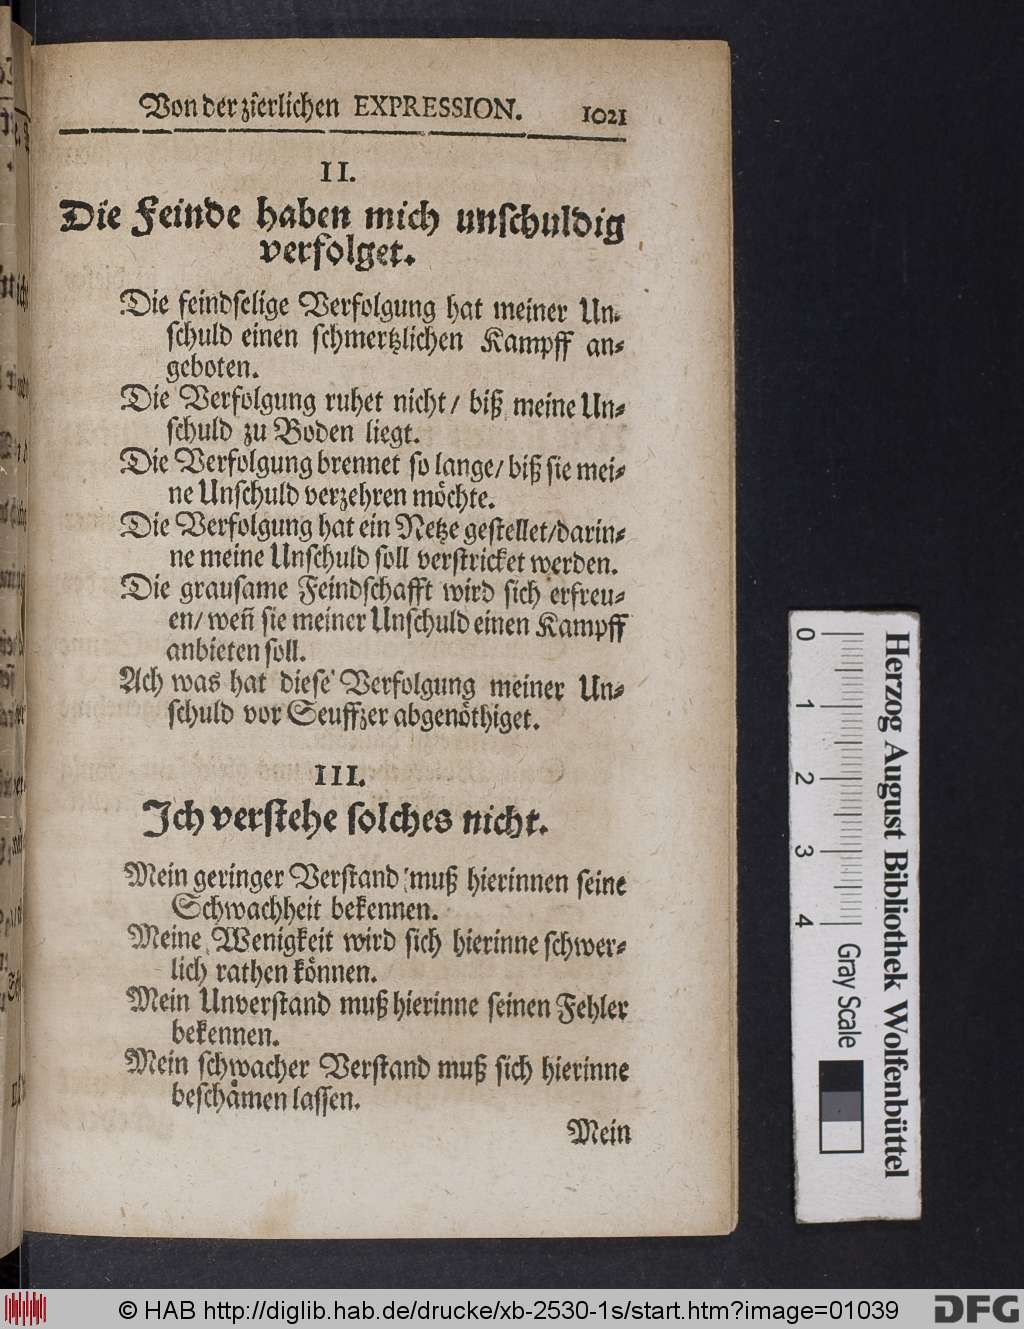 Von der zierlichen EXPRESSION. 1021
II.
Die Feinde haben mich unschuldig
verfolget.
Die feindselige Verfolgung hat meiner Un-
schuld einen schmertzlichen Kampff an-
geboten.
Die Verfolgung ruhet nicht / biß meine Un-
schuld zu Boden liegt.
Die Verfolgung brennet so lange / biß sie mei-
ne Unschuld verzehren möchte.
Die Verfolgung hat ein Netze gestellet / darin-
ne meine Unschuld soll verstricket werden.
Die grausame Feindschafft wird sich erfreu-
en / weñ sie meiner Unschuld einen Kampff
anbieten soll.
Ach was hat diese Verfolgung meiner Un-
schuld vor Seuffzer abgenöthiget.
III.
Ich verstehe solches nicht.
Mein geringer Verstand muß hierinnen seine
Schwachheit bekennen.
Meine Wenigkeit wird sich hierinne schwer-
lich rathen können.
Mein Unverstand muß hierinne seinen Fehler
bekennen.
Mein schwacher Verstand muß sich hierinne
beschämen lassen.
Mein
0 1 2 3 4 Gray Scale
Herzog August Bibliothek Wolfenbüttel
© HAB http://diglib.hab.de/drucke/xb-2530-1s/start.htm?image=01039
DFG